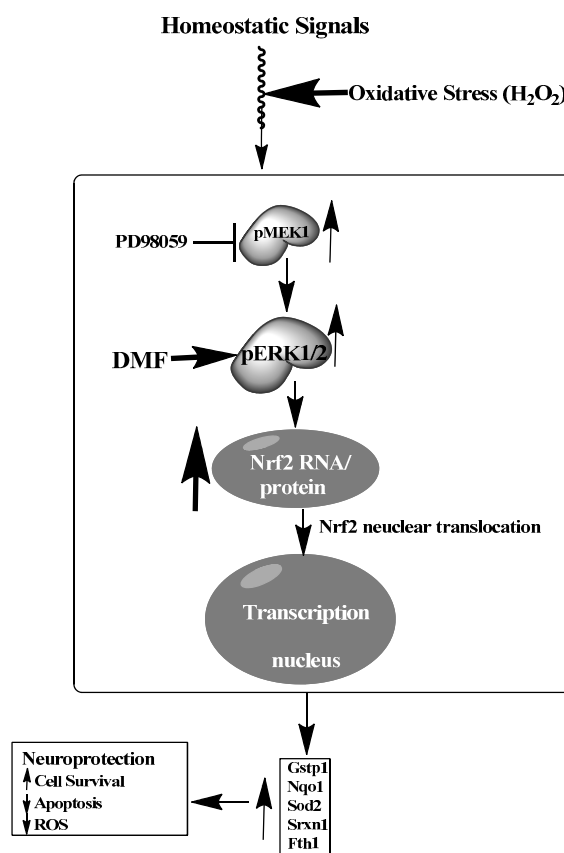 Homeostatic Signals
Oxidative Stress (H₂O₂)
pMEK1
PD98059
pERK1/2
DMF
Nrf2 RNA/
protein
Nrf2 neuclear translocation
Transcription
nucleus
Gstp1
Nqo1
Sod2
Srxn1
Fth1
Neuroprotection
Cell Survival
Apoptosis
ROS